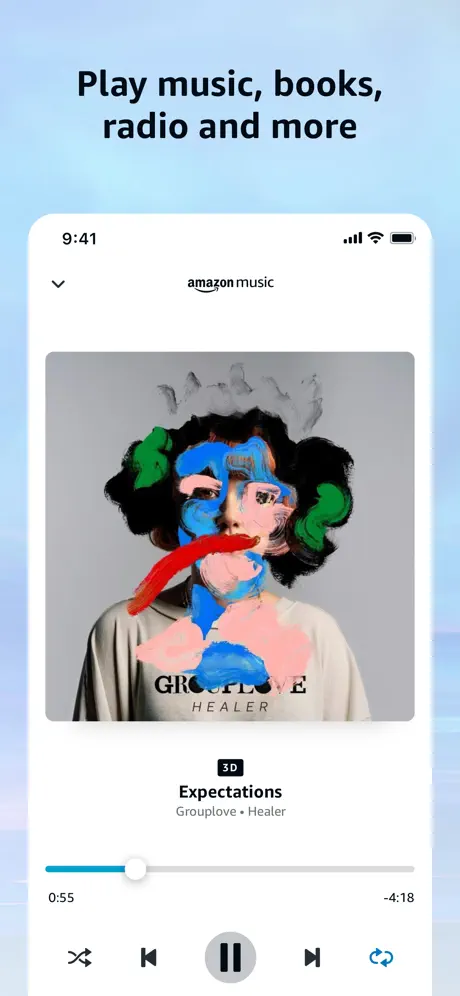 Play music, books,
radio and more
9:41
amazon music
GROUPLOVE
HEALER
3D
Expectations
Grouplove • Healer
0:55
-4:18